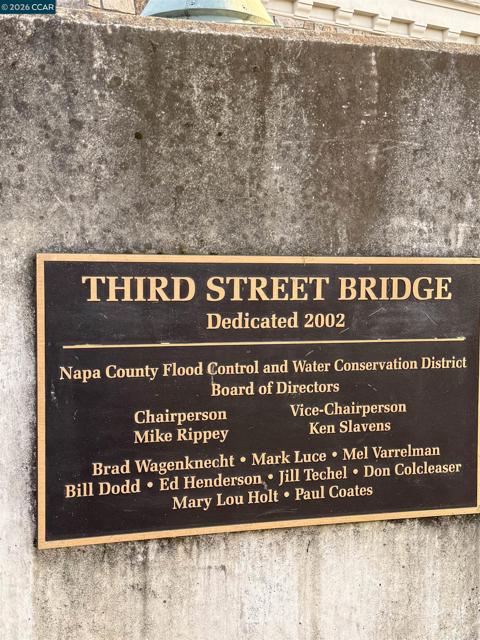 © 2026 CCAR
THIRD STREET BRIDGE
Dedicated 2002
Napa County Flood Control and Water Conservation District
Board of Directors
Chairperson Vice-Chairperson
Mike Rippey Ken Slavens
Brad Wagenknecht • Mark Luce • Mel Varrelman
Bill Dodd • Ed Henderson • Jill Techel • Don Colcleaser
Mary Lou Holt • Paul Coates